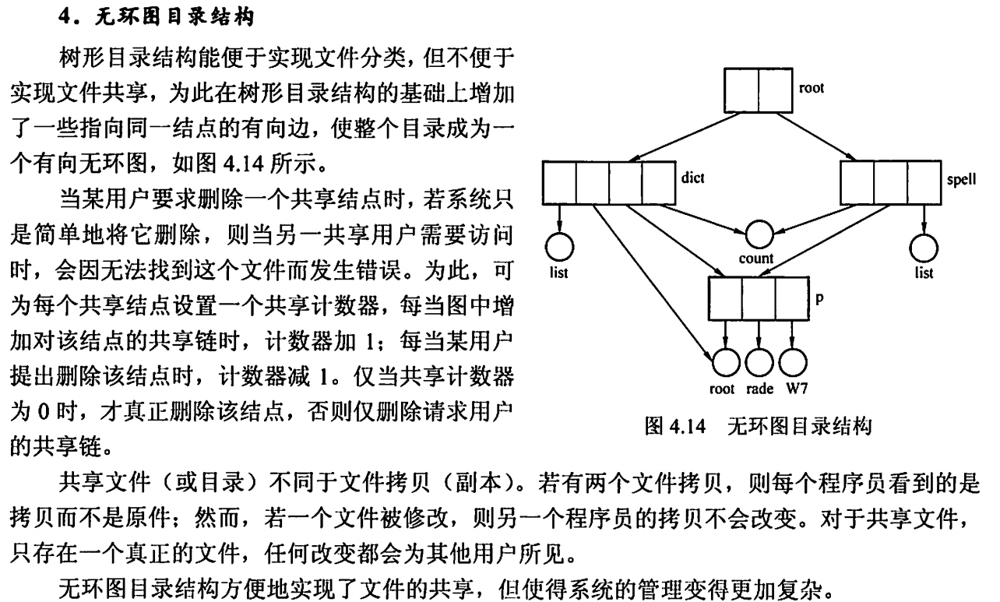 4．无环图目录结构
树形目录结构能便于实现文件分类，但不便于
实现文件共享，为此在树形目录结构的基础上增加
了一些指向同一结点的有向边，使整个目录成为一
个有向无环图，如图 4.14 所示。
当某用户要求删除一个共享结点时，若系统只
是简单地将它删除，则当另一共享用户需要访问
时，会因无法找到这个文件而发生错误。为此，可
为每个共享结点设置一个共享计数器，每当图中增
加对该结点的共享链时，计数器加 1；每当某用户
提出删除该结点时，计数器减 1。仅当共享计数器
为 0 时，才真正删除该结点，否则仅删除请求用户
的共享链。
root
dict
spell
list
count
list
p
root rade W7
图 4.14 无环图目录结构
共享文件（或目录）不同于文件拷贝（副本）。若有两个文件拷贝，则每个程序员看到的是
拷贝而不是原件；然而，若一个文件被修改，则另一个程序员的拷贝不会改变。对于共享文件，
只存在一个真正的文件，任何改变都会为其他用户所见。
无环图目录结构方便地实现了文件的共享，但使得系统的管理变得更加复杂。